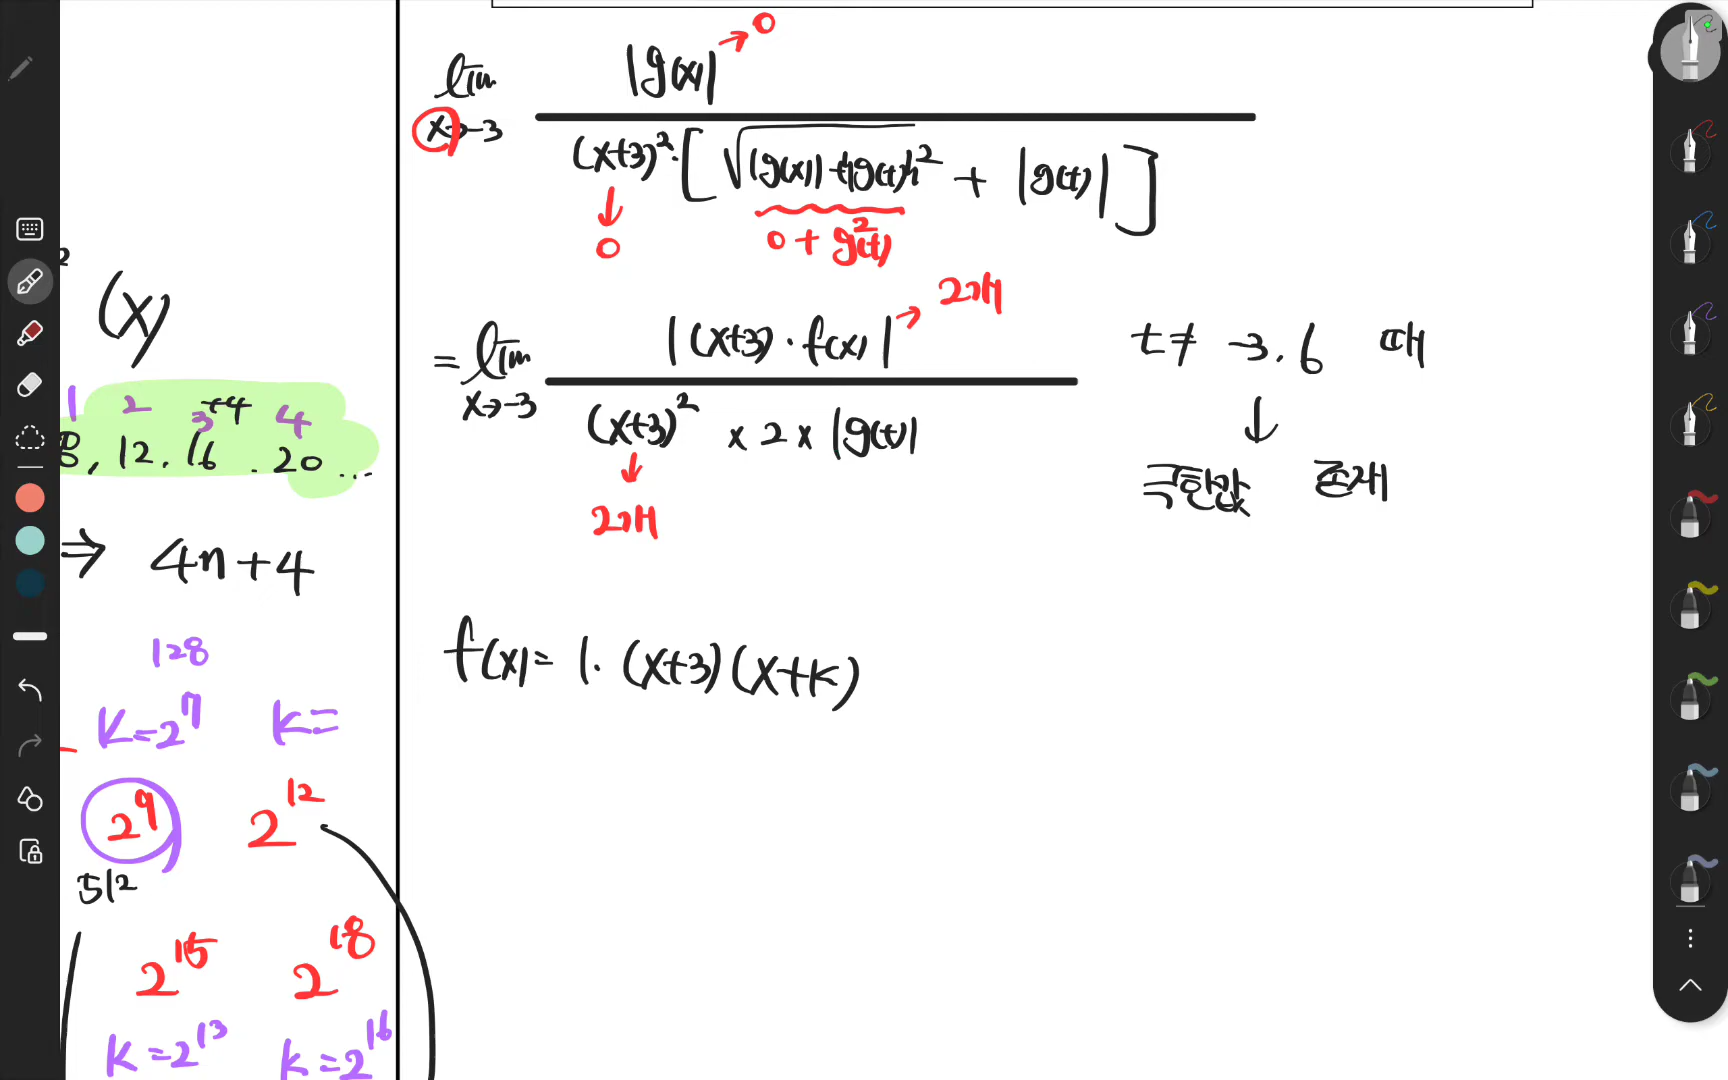 lim x→-3 |g(x)| →0
(x+3)²·[√|g(x)|+{g(t)}² + |g(t)|]
↓ 0
0 + g²(t)
= lim x→-3 |(x+3)·f(x)| → 2개
(x+3)² × 2 × |g(t)|
↓ 2개
t≠ -3. 6 때
↓
극한값 존재
f(x)= 1·(x+3)(x+k)
2
(x)
1 2 3 +4 4
8, 12. 16 . 20 ...
⇒ 4n+4
128
k=2⁷ k=
2⁹ 2¹²
512
2¹⁵ 2¹⁸
k=2¹³ k=2¹⁶